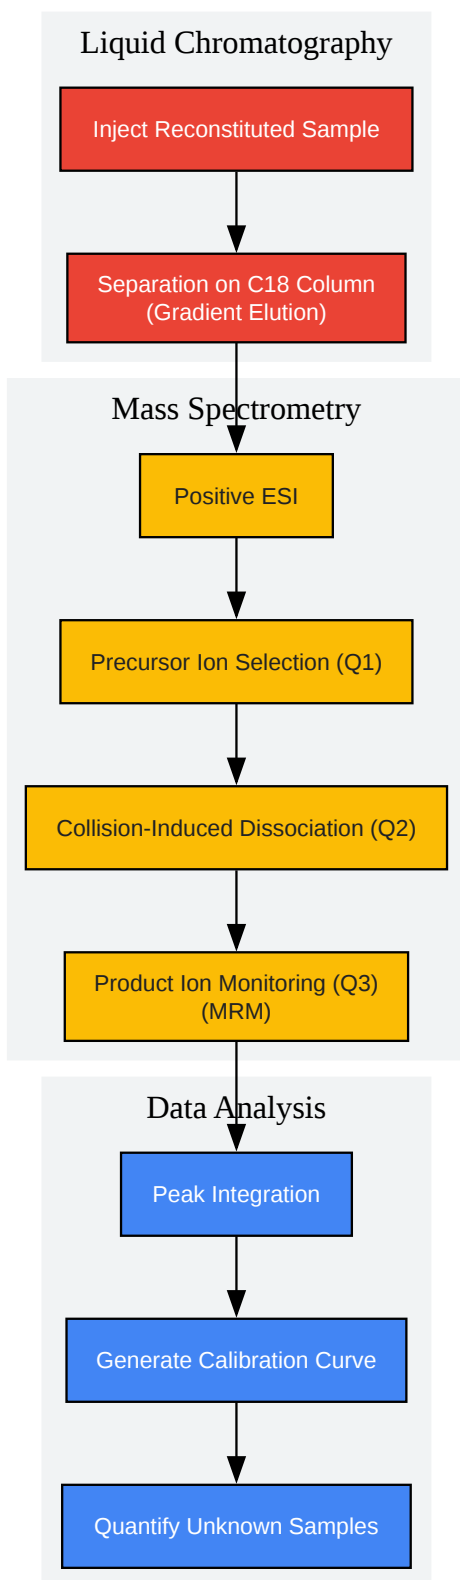 Liquid Chromatography
Inject Reconstituted Sample
Separation on C18 Column
(Gradient Elution)
Mass Spectrometry
Positive ESI
Precursor Ion Selection (Q1)
Collision-Induced Dissociation (Q2)
Product Ion Monitoring (Q3)
(MRM)
Data Analysis
Peak Integration
Generate Calibration Curve
Quantify Unknown Samples